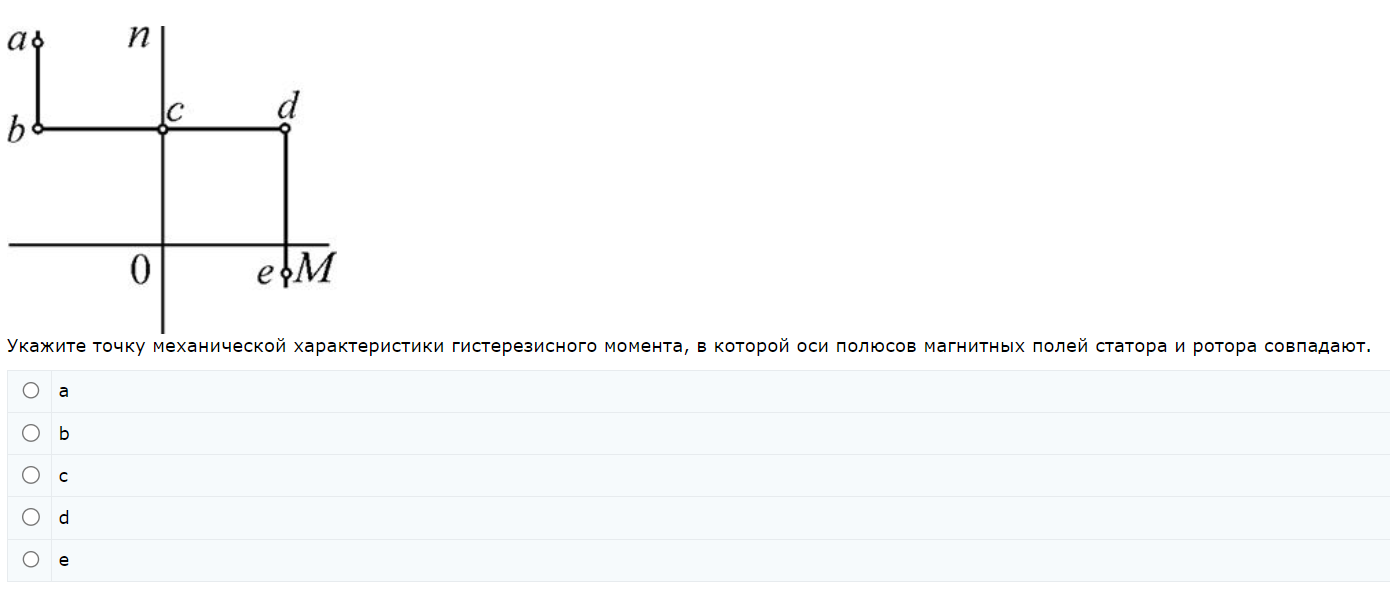 a n
c d
b
0 e M
Укажите точку механической характеристики гистерезисного момента, в которой оси полюсов магнитных полей статора и ротора совпадают.
a
b
c
d
e